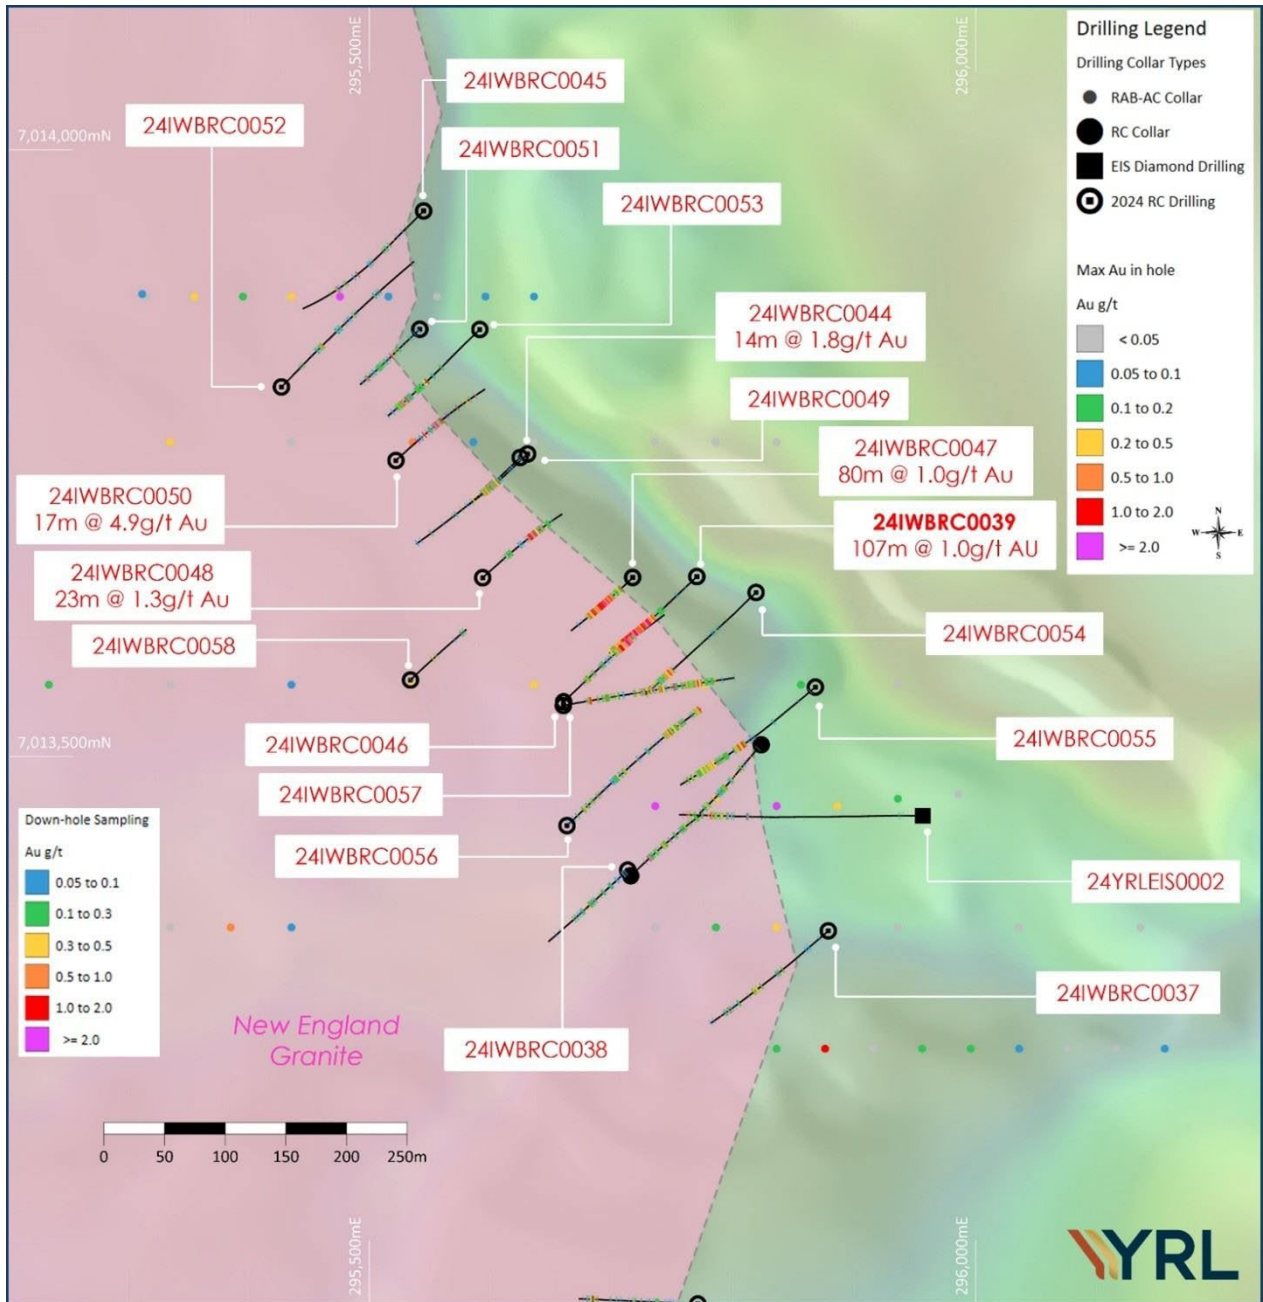 295,500mE
296,000mE
7,014,000mN
7,013,500mN
24IWBRC0045
24IWBRC0052
24IWBRC0051
24IWBRC0053
24IWBRC0044
14m @ 1.8g/t Au
24IWBRC0049
24IWBRC0047
80m @ 1.0g/t Au
24IWBRC0050
17m @ 4.9g/t Au
24IWBRC0039
107m @ 1.0g/t AU
24IWBRC0048
23m @ 1.3g/t Au
24IWBRC0058
24IWBRC0054
24IWBRC0046
24IWBRC0055
24IWBRC0057
24IWBRC0056
24YRLEIS0002
24IWBRC0037
24IWBRC0038
New England
Granite
Drilling Legend
Drilling Collar Types
RAB-AC Collar
RC Collar
EIS Diamond Drilling
2024 RC Drilling
Max Au in hole
Au g/t
< 0.05
0.05 to 0.1
0.1 to 0.2
0.2 to 0.5
0.5 to 1.0
1.0 to 2.0
>= 2.0
N
W E
S
Down-hole Sampling
Au g/t
0.05 to 0.1
0.1 to 0.3
0.3 to 0.5
0.5 to 1.0
1.0 to 2.0
>= 2.0
0 50 100 150 200 250m
295,500mE
296,000mE
YRL